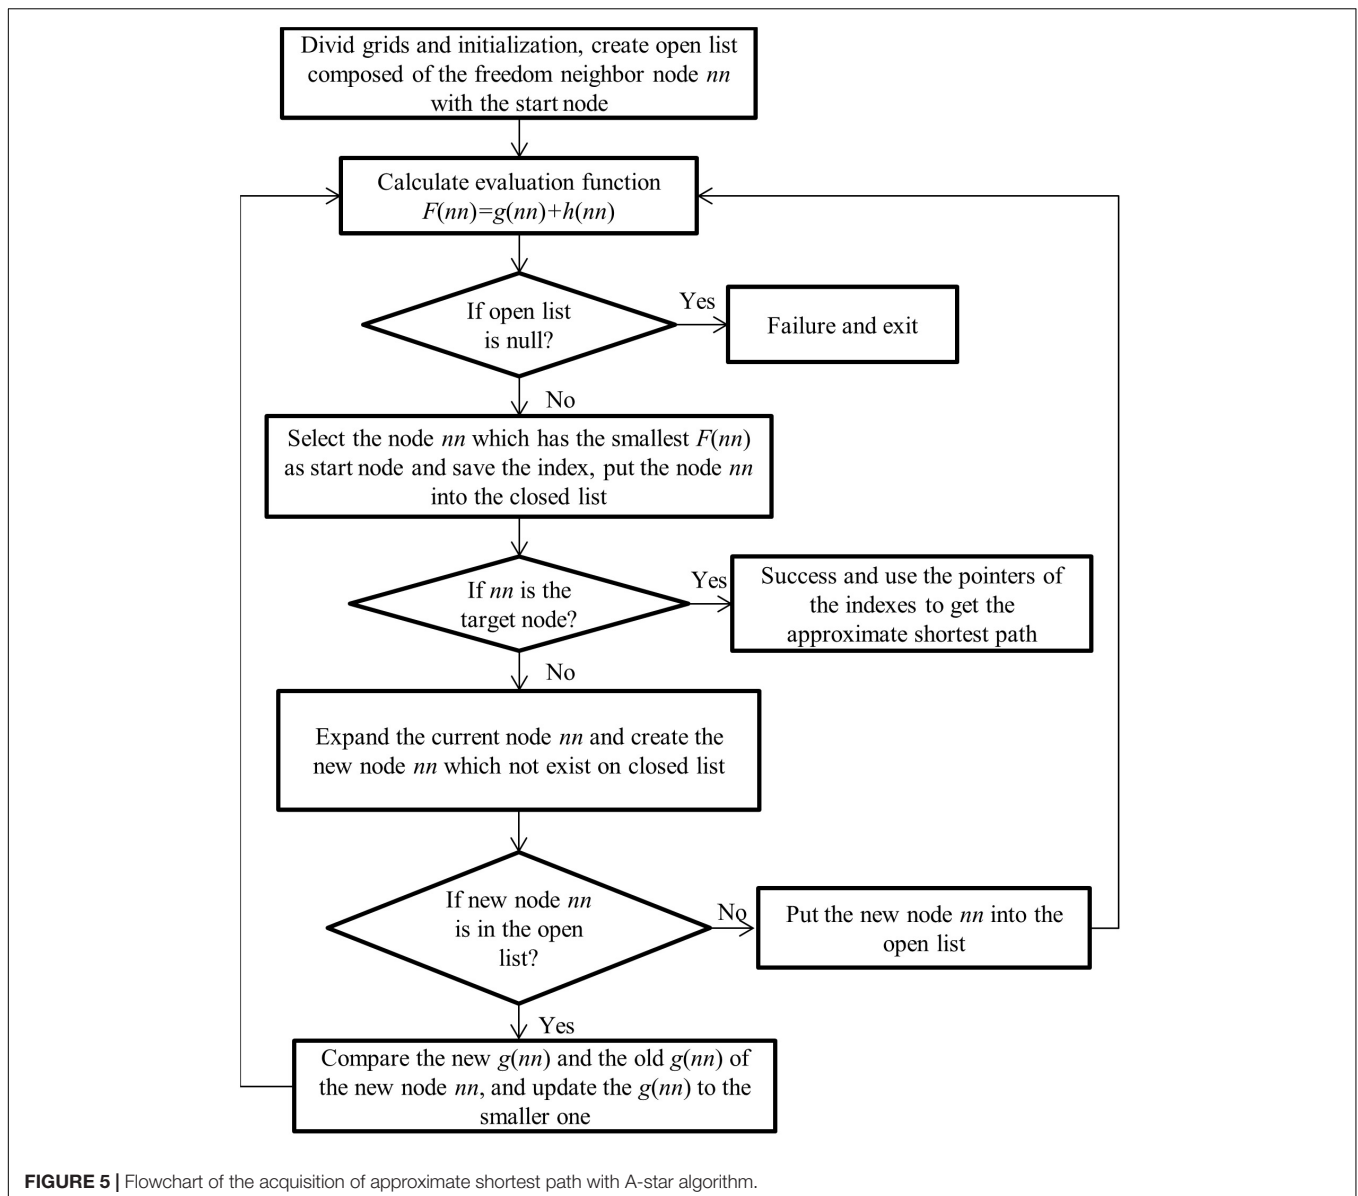 Divid grids and initialization, create open list
composed of the freedom neighbor node nn
with the start node
Calculate evaluation function
F(nn)=g(nn)+h(nn)
If open list
is null?
Yes
Failure and exit
No
Select the node nn which has the smallest F(nn)
as start node and save the index, put the node nn
into the closed list
If nn is the
target node?
Yes
Success and use the pointers of
the indexes to get the
approximate shortest path
No
Expand the current node nn and create the
new node nn which not exist on closed list
If new node nn
is in the open
list?
No
Put the new node nn into the
open list
Yes
Compare the new g(nn) and the old g(nn) of
the new node nn, and update the g(nn) to the
smaller one
FIGURE 5 | Flowchart of the acquisition of approximate shortest path with A-star algorithm.